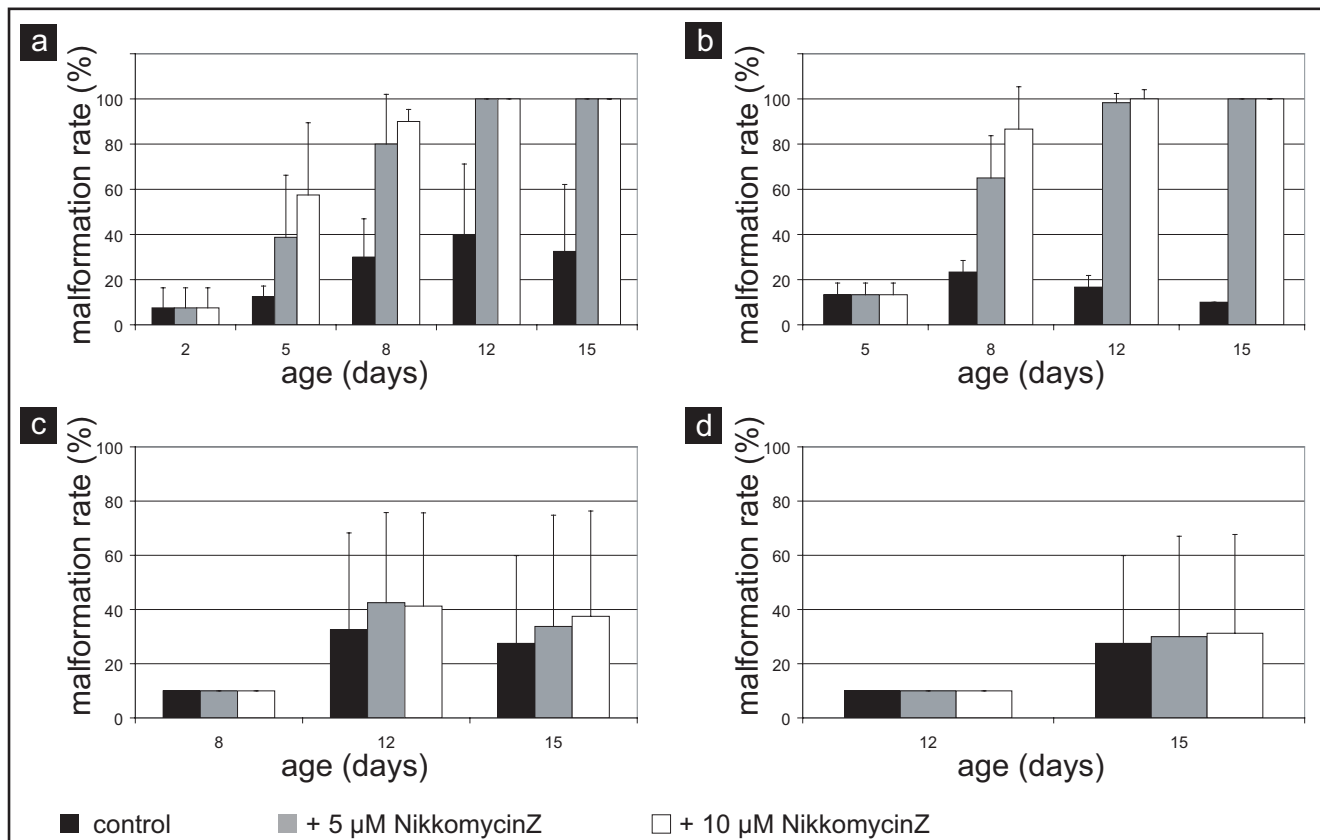 a
malformation rate (%)
100
80
60
40
20
0
2 5 8 12 15
age (days)
b
malformation rate (%)
100
80
60
40
20
0
5 8 12 15
age (days)
c
malformation rate (%)
100
80
60
40
20
0
8 12 15
age (days)
d
malformation rate (%)
100
80
60
40
20
0
12 15
age (days)
control + 5 µM NikkomycinZ + 10 µM NikkomycinZ